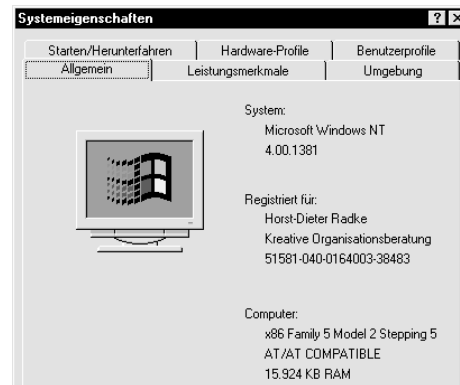 Systemeigenschaften
Starten/Herunterfahren Hardware-Profile Benutzerprofile
Allgemein Leistungsmerkmale Umgebung
System:
Microsoft Windows NT
4.00.1381
Registriert für:
Horst-Dieter Radke
Kreative Organisationsberatung
51581-040-0164003-38483
Computer:
x86 Family 5 Model 2 Stepping 5
AT/AT COMPATIBLE
15.924 KB RAM